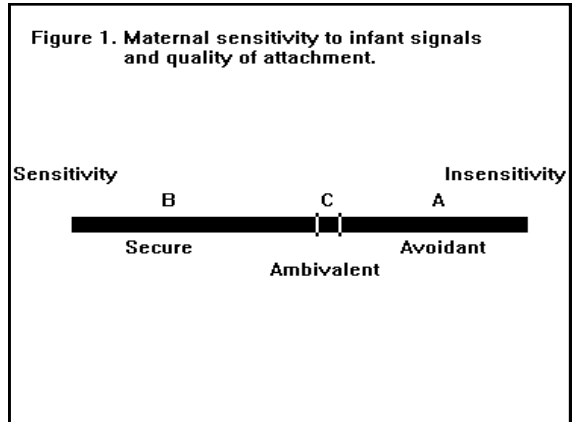 Figure 1. Maternal sensitivity to infant signals
and quality of attachment.
Sensitivity Insensitivity
B C A
Secure Avoidant
Ambivalent